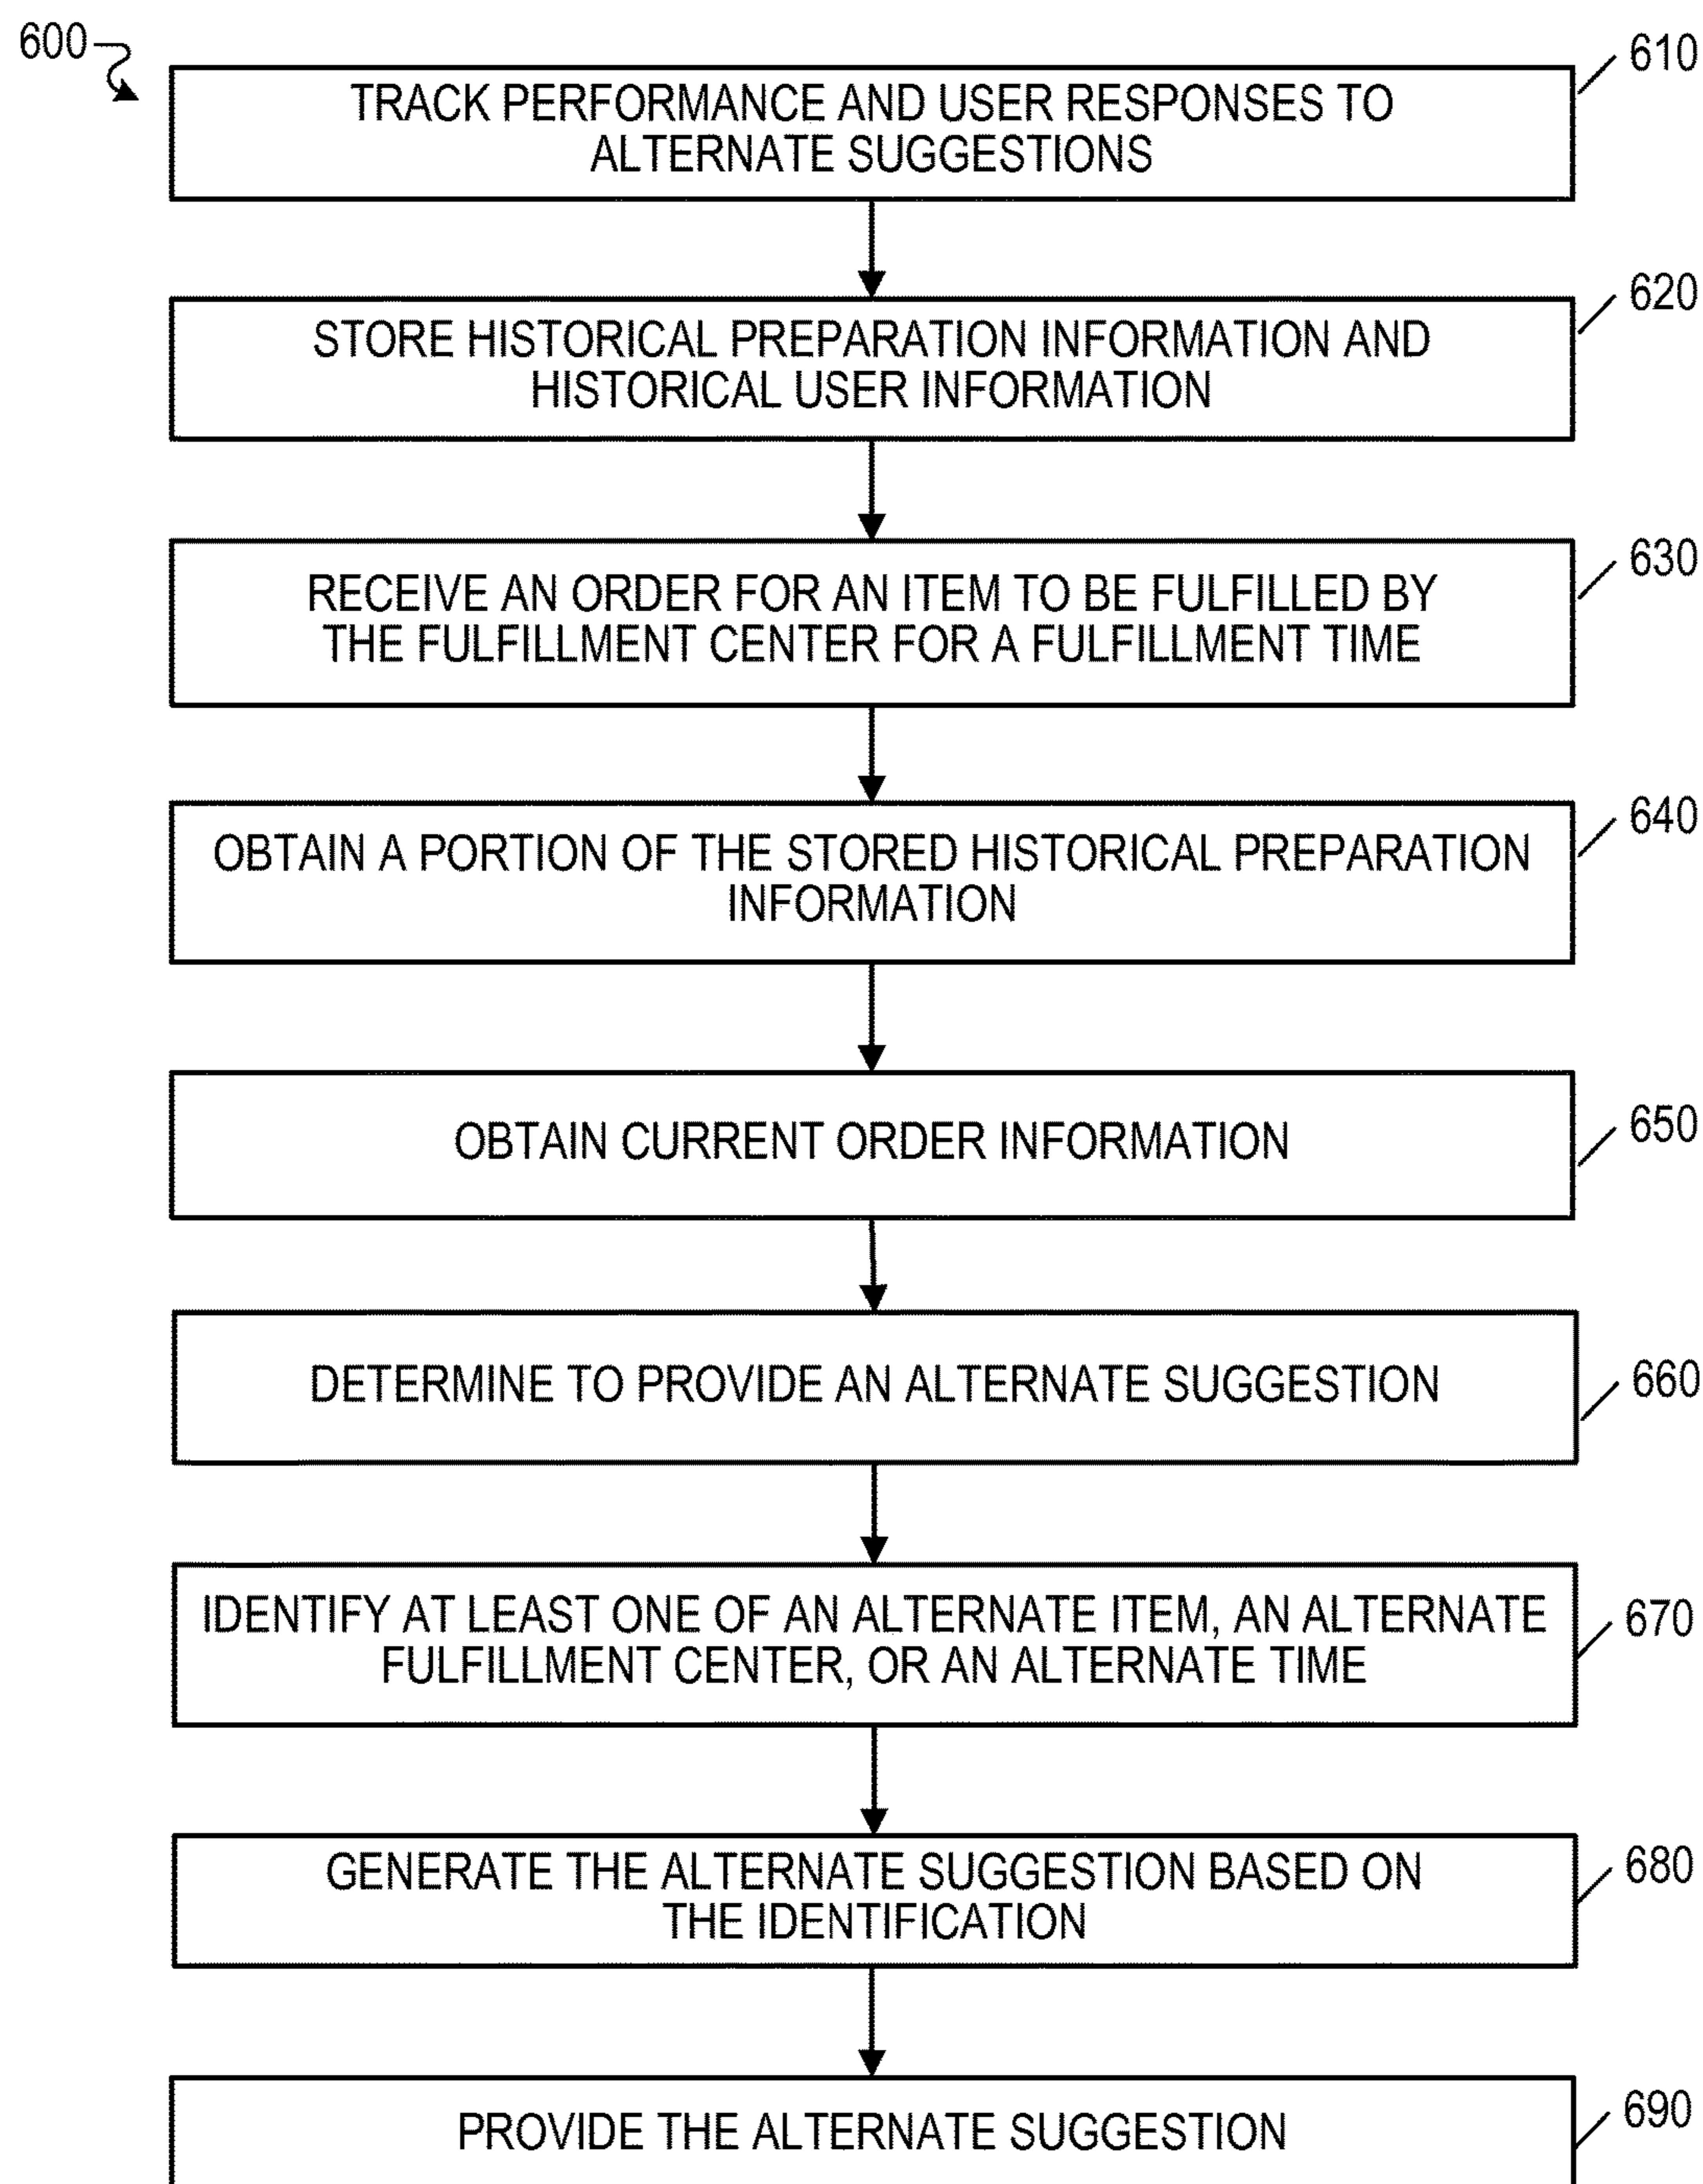 600
610
TRACK PERFORMANCE AND USER RESPONSES TO
ALTERNATE SUGGESTIONS
620
STORE HISTORICAL PREPARATION INFORMATION AND
HISTORICAL USER INFORMATION
630
RECEIVE AN ORDER FOR AN ITEM TO BE FULFILLED BY
THE FULFILLMENT CENTER FOR A FULFILLMENT TIME
640
OBTAIN A PORTION OF THE STORED HISTORICAL PREPARATION
INFORMATION
650
OBTAIN CURRENT ORDER INFORMATION
660
DETERMINE TO PROVIDE AN ALTERNATE SUGGESTION
670
IDENTIFY AT LEAST ONE OF AN ALTERNATE ITEM, AN ALTERNATE
FULFILLMENT CENTER, OR AN ALTERNATE TIME
680
GENERATE THE ALTERNATE SUGGESTION BASED ON
THE IDENTIFICATION
690
PROVIDE THE ALTERNATE SUGGESTION